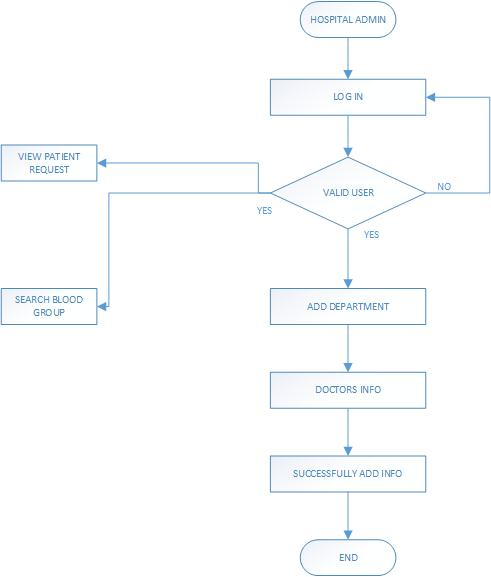 HOSPITAL ADMIN
LOG IN
VIEW PATIENT
REQUEST
VALID USER
NO
YES
YES
SEARCH BLOOD
GROUP
ADD DEPARTMENT
DOCTORS INFO
SUCCESSFULLY ADD INFO
END